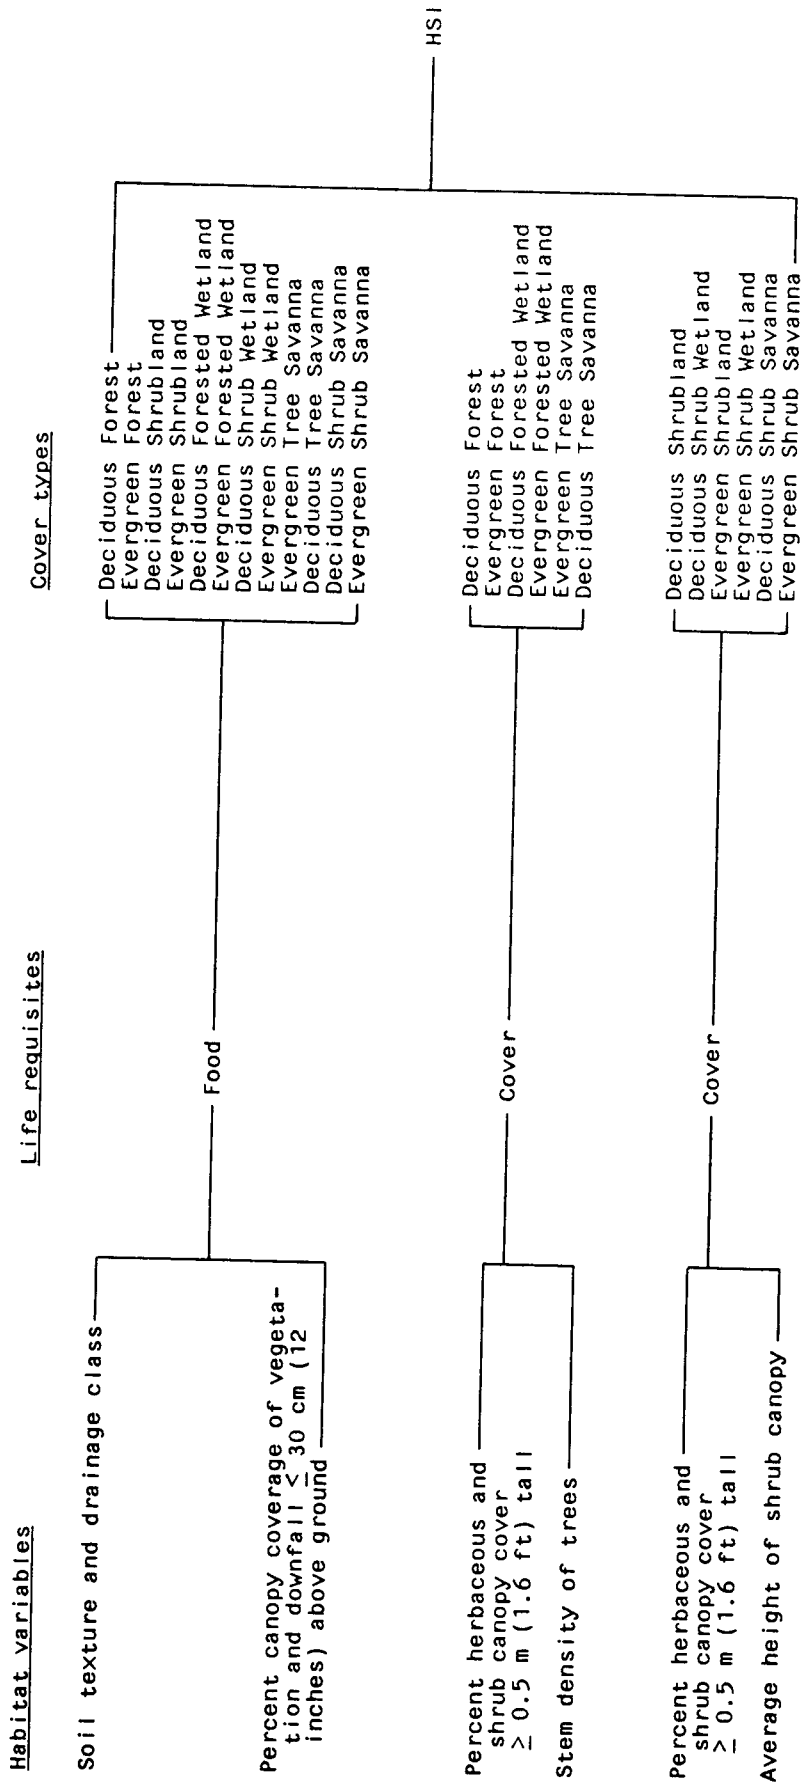 Habitat variables
Life requisites
Cover types
Soil texture and drainage class
Percent canopy coverage of vegeta-
tion and downfall ≤ 30 cm (12
inches) above ground
Food
Deciduous Forest
Evergreen Forest
Deciduous Shrubland
Evergreen Shrubland
Deciduous Forested Wetland
Evergreen Forested Wetland
Deciduous Shrub Wetland
Evergreen Shrub Wetland
Evergreen Tree Savanna
Deciduous Tree Savanna
Deciduous Shrub Savanna
Evergreen Shrub Savanna
Percent herbaceous and
shrub canopy cover
≥ 0.5 m (1.6 ft) tall
Stem density of trees
Cover
Deciduous Forest
Evergreen Forest
Deciduous Forested Wetland
Evergreen Forested Wetland
Evergreen Tree Savanna
Deciduous Tree Savanna
Percent herbaceous and
shrub canopy cover
≥ 0.5 m (1.6 ft) tall
Average height of shrub canopy
Cover
Deciduous Shrubland
Deciduous Shrub Wetland
Evergreen Shrubland
Evergreen Shrub Wetland
Deciduous Shrub Savanna
Evergreen Shrub Savanna
HSI